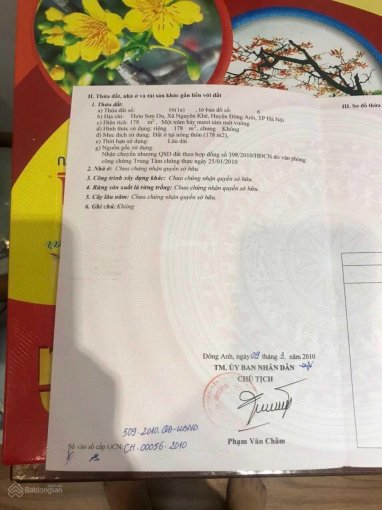 II. Thửa đất, nhà ở và tài sản khác gắn liền với đất
III. Sơ đồ thửa
1. Thửa đất:
a) Thửa đất số: 16(1a) , tờ bản đồ số: 6
b) Địa chỉ: Thôn Sơn Du, Xã Nguyên Khê, Huyện Đông Anh, TP Hà Nội
c) Diện tích: 178 m², Một trăm bảy mươi tám mét vuông
d) Hình thức sử dụng: riêng 178 m², chung Không
đ) Mục đích sử dụng: Đất ở tại nông thôn (178 m2).
e) Thời hạn sử dụng: Lâu dài
g) Nguồn gốc sử dụng:
Nhận chuyển nhượng QSD đất theo hợp đồng số 398/2010/HĐCN do văn phòng
công chứng Trung Tâm chứng thực ngày 25/01/2010
2. Nhà ở: Chưa chứng nhận quyền sở hữu.
3. Công trình xây dựng khác: Chưa chứng nhận quyền sở hữu.
4. Rừng sản xuất là rừng trồng: Chưa chứng nhận quyền sở hữu.
5. Cây lâu năm: Chưa chứng nhận quyền sở hữu.
6. Ghi chú: Không
Đông Anh, ngày 09 tháng 3. năm 2010
TM. ỦY BAN NHÂN DÂN
CHỦ TỊCH
509.2010.QĐ-UBND
Số vào sổ cấp GCN: CH-00056-2010
Phạm Văn Châm
Batdongsan